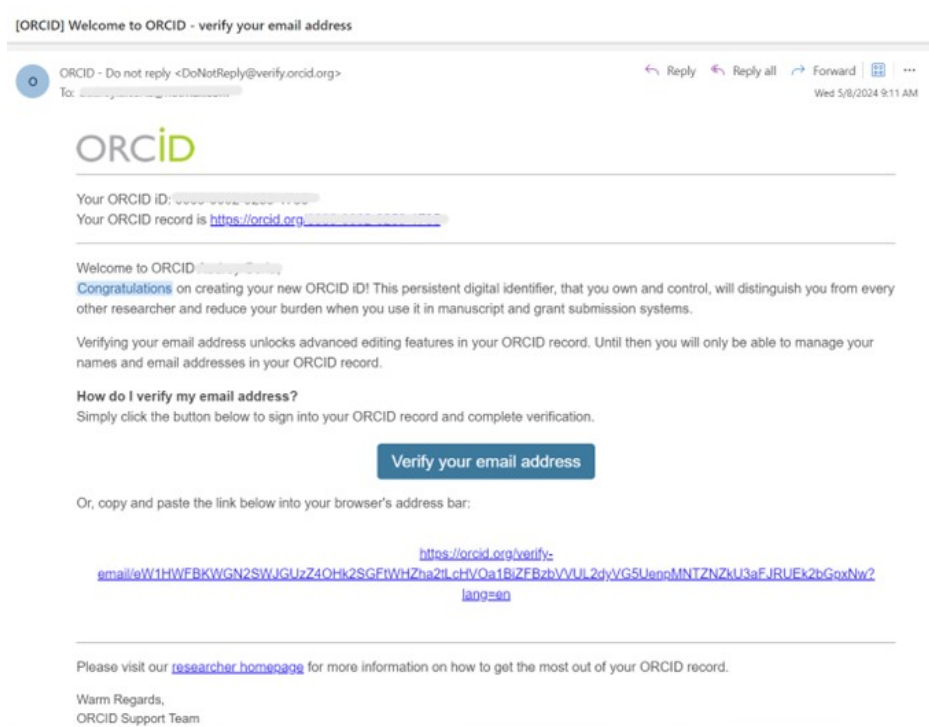 [ORCID] Welcome to ORCID - verify your email address
O
ORCID - Do not reply <DoNotReply@verify.orcid.org>
Reply Reply all Forward
To:
Wed 5/8/2024 9:11 AM
ORCiD
Your ORCID iD:
Your ORCID record is https://orcid.org/
Welcome to ORCID
Congratulations on creating your new ORCID iD! This persistent digital identifier, that you own and control, will distinguish you from every
other researcher and reduce your burden when you use it in manuscript and grant submission systems.
Verifying your email address unlocks advanced editing features in your ORCID record. Until then you will only be able to manage your
names and email addresses in your ORCID record.
How do I verify my email address?
Simply click the button below to sign into your ORCID record and complete verification.
Verify your email address
Or, copy and paste the link below into your browser's address bar:
https://orcid.org/verify-
email/eW1HWFBKWGN2SWJGUzZ4OHk2SGFtWHZha2tLcHVOa1BiZFBzbVVUL2dyVG5UenpMNTZNZkU3aFJRUEk2bGpxNw?
lang=en
Please visit our researcher homepage for more information on how to get the most out of your ORCID record.
Warm Regards,
ORCID Support Team